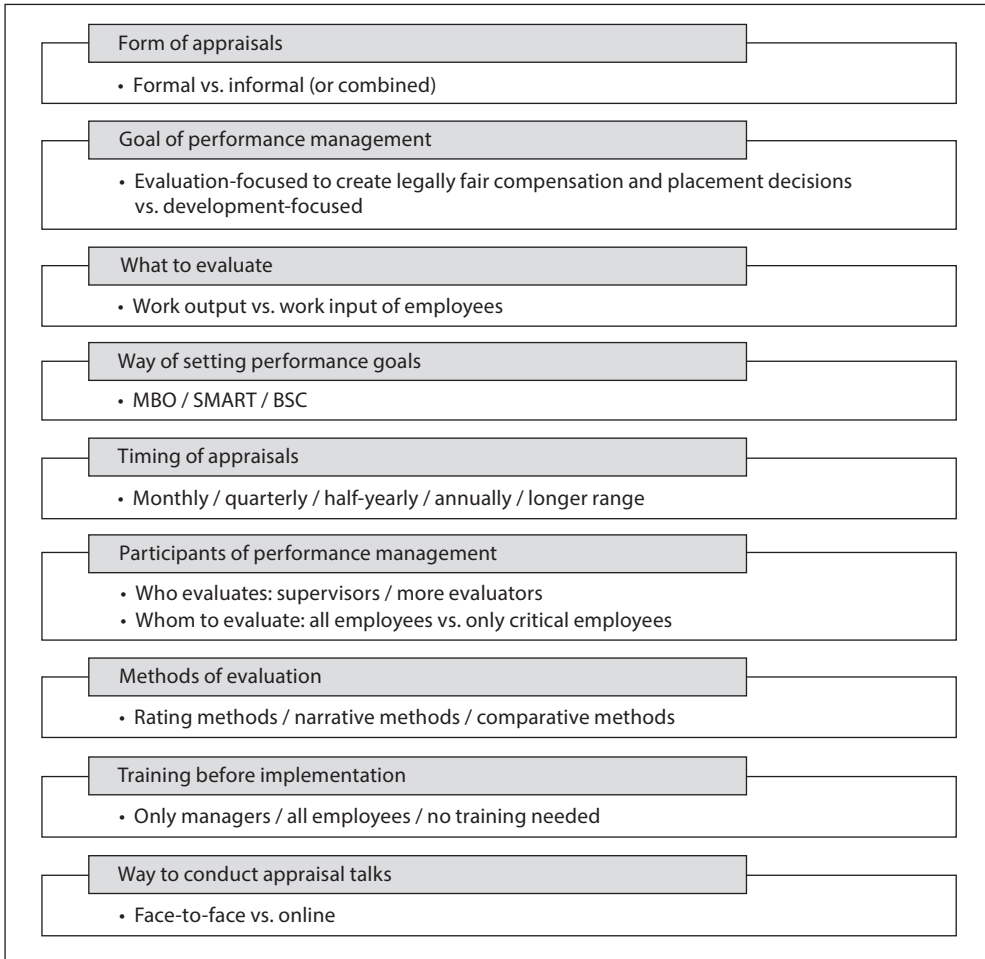 Form of appraisals
• Formal vs. informal (or combined)
Goal of performance management
• Evaluation-focused to create legally fair compensation and placement decisions
vs. development-focused
What to evaluate
• Work output vs. work input of employees
Way of setting performance goals
• MBO / SMART / BSC
Timing of appraisals
• Monthly / quarterly / half-yearly / annually / longer range
Participants of performance management
• Who evaluates: supervisors / more evaluators
• Whom to evaluate: all employees vs. only critical employees
Methods of evaluation
• Rating methods / narrative methods / comparative methods
Training before implementation
• Only managers / all employees / no training needed
Way to conduct appraisal talks
• Face-to-face vs. online